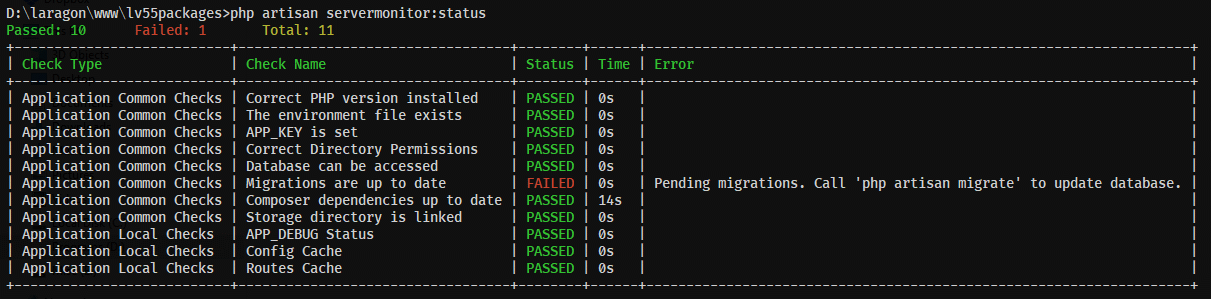 D:\laragon\www\lv55packages>php artisan servermonitor:status
Passed: 10 Failed: 1 Total: 11
+---------------------------+---------------------------------+--------+------+--------------------------------------------------------------------+
| Check Type | Check Name | Status | Time | Error |
+---------------------------+---------------------------------+--------+------+--------------------------------------------------------------------+
| Application Common Checks | Correct PHP version installed | PASSED | 0s | |
| Application Common Checks | The environment file exists | PASSED | 0s | |
| Application Common Checks | APP_KEY is set | PASSED | 0s | |
| Application Common Checks | Correct Directory Permissions | PASSED | 0s | |
| Application Common Checks | Database can be accessed | PASSED | 0s | |
| Application Common Checks | Migrations are up to date | FAILED | 0s | Pending migrations. Call 'php artisan migrate' to update database. |
| Application Common Checks | Composer dependencies up to date | PASSED | 14s | |
| Application Common Checks | Storage directory is linked | PASSED | 0s | |
| Application Local Checks | APP_DEBUG Status | PASSED | 0s | |
| Application Local Checks | Config Cache | PASSED | 0s | |
| Application Local Checks | Routes Cache | PASSED | 0s | |
+---------------------------+---------------------------------+--------+------+--------------------------------------------------------------------+